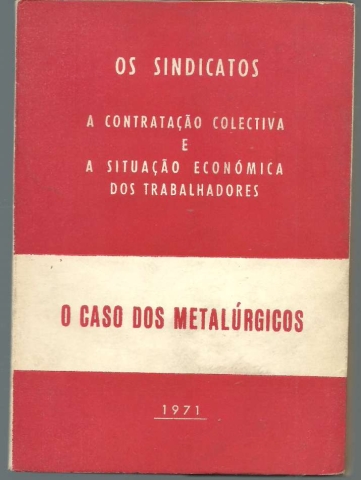 OS SINDICATOS
A CONTRATAÇÃO COLECTIVA
E
A SITUAÇÃO ECONÓMICA
DOS TRABALHADORES
O CASO DOS METALÚRGICOS
1971